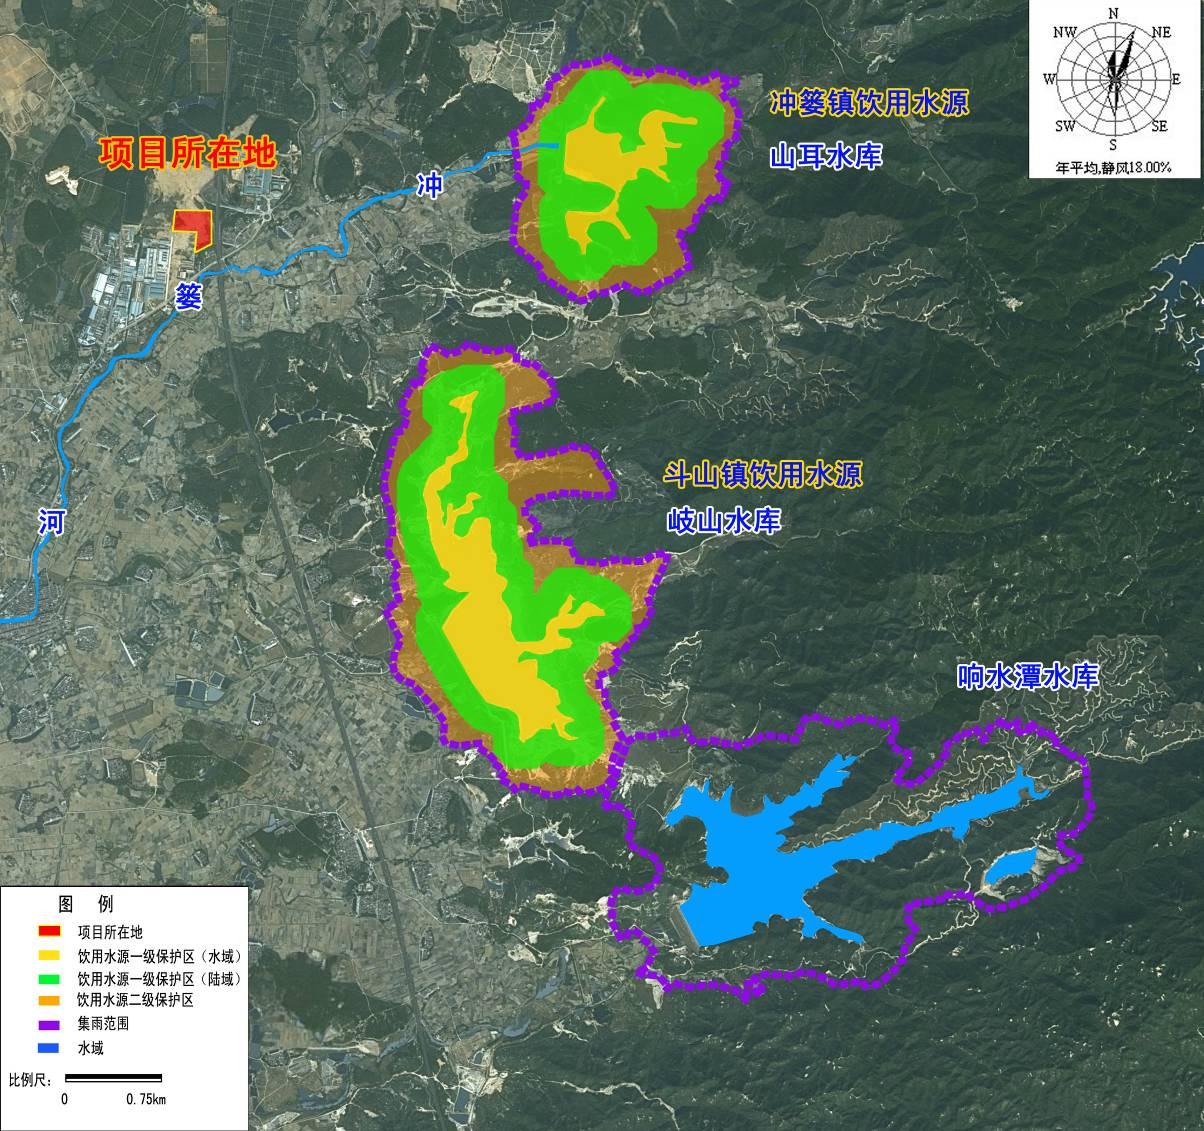 N
NW
NE
W
E
SW
SE
S
年平均,静风18.00%
冲蒌镇饮用水源
山耳水库
项目所在地
冲
蒌
河
斗山镇饮用水源
岐山水库
响水潭水库
图 例
项目所在地
饮用水源一级保护区（水域）
饮用水源一级保护区（陆域）
饮用水源二级保护区
集雨范围
水域
比例尺：
0 0.75km